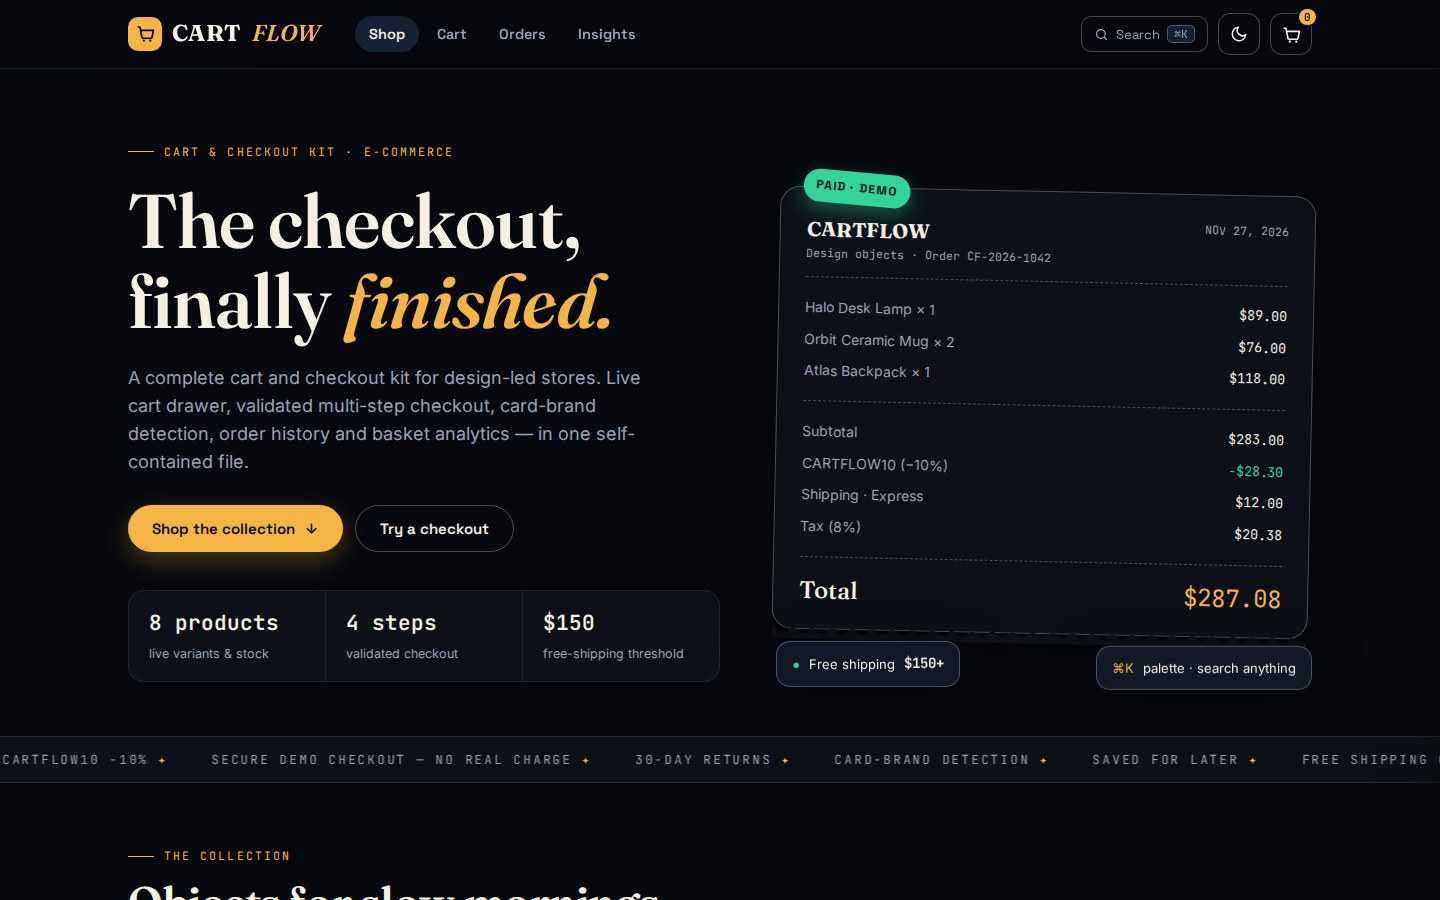 CART FLOW
Shop
Cart
Orders
Insights
Search ⌘K
0
CART & CHECKOUT KIT · E-COMMERCE
The checkout,
finally finished.
A complete cart and checkout kit for design-led stores. Live
cart drawer, validated multi-step checkout, card-brand
detection, order history and basket analytics — in one self-
contained file.
Shop the collection ↓
Try a checkout
8 products
live variants & stock
4 steps
validated checkout
$150
free-shipping threshold
PAID · DEMO
CARTFLOW
NOV 27, 2026
Design objects · Order CF-2026-1042
Halo Desk Lamp × 1 $89.00
Orbit Ceramic Mug × 2 $76.00
Atlas Backpack × 1 $118.00
Subtotal $283.00
CARTFLOW10 (−10%) -$28.30
Shipping · Express $12.00
Tax (8%) $20.38
Total $287.08
Free shipping $150+
⌘K palette · search anything
CARTFLOW10 -10% ✦ SECURE DEMO CHECKOUT — NO REAL CHARGE ✦ 30-DAY RETURNS ✦ CARD-BRAND DETECTION ✦ SAVED FOR LATER ✦ FREE SHIPPING
THE COLLECTION
Objects for slow mornings